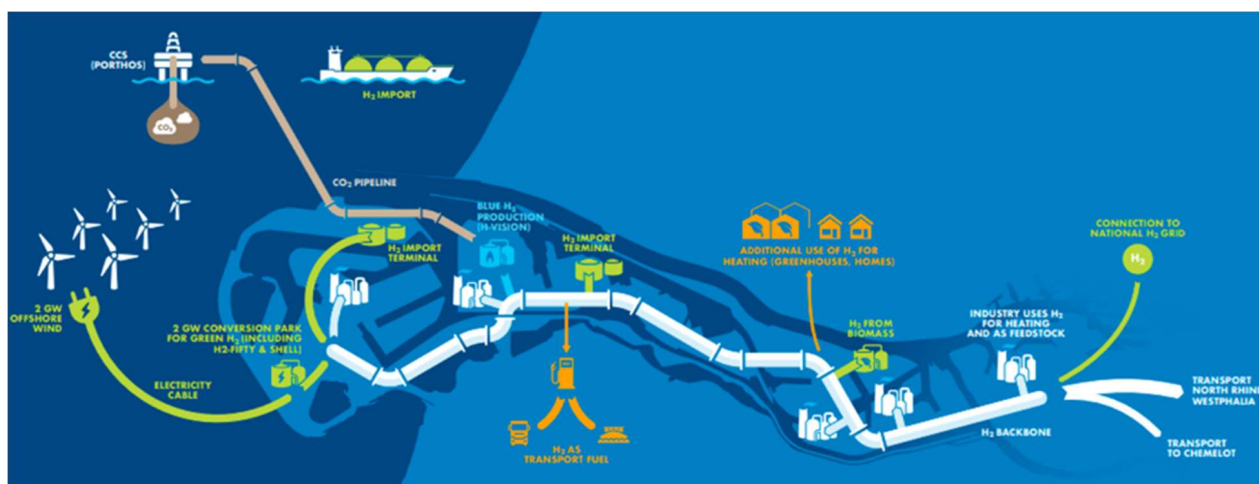 CCS
(PORTHOS)
CO₂
H₂ IMPORT
CO₂ PIPELINE
BLUE H₂
PRODUCTION
(H-VISION)
H₂ IMPORT
TERMINAL
H₂ IMPORT
TERMINAL
ADDITIONAL USE OF H₂ FOR
HEATING (GREENHOUSES, HOMES)
CONNECTION TO
NATIONAL H₂ GRID
H₂
2 GW
OFFSHORE
WIND
2 GW CONVERSION PARK
FOR GREEN H₂ (INCLUDING
H2-FIFTY & SHELL)
ELECTRICITY
CABLE
H₂ FROM
BIOMASS
INDUSTRY USES H₂
FOR HEATING
AND AS FEEDSTOCK
H₂ AS
TRANSPORT FUEL
H₂ BACKBONE
TRANSPORT
NORTH RHINE
WESTPHALIA
TRANSPORT
TO CHEMELOT